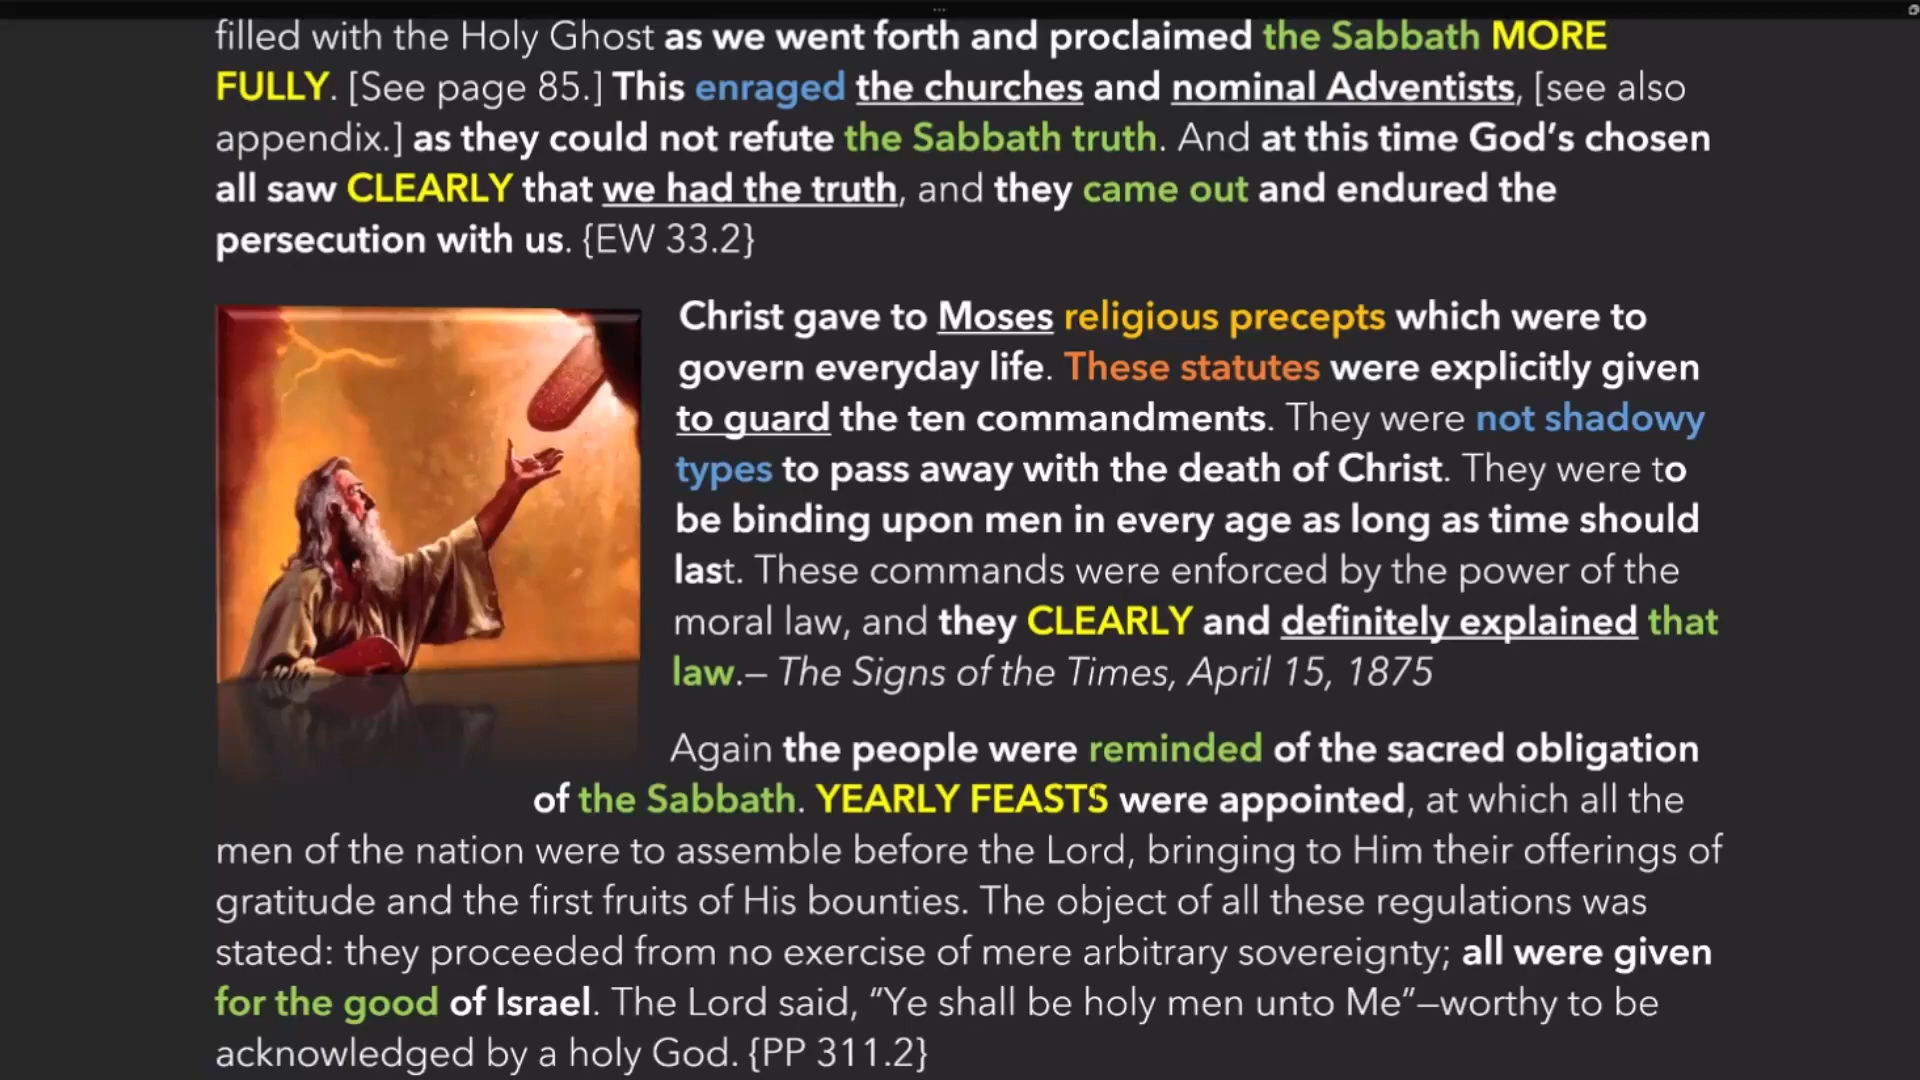 filled with the Holy Ghost as we went forth and proclaimed the Sabbath MORE
FULLY. [See page 85.] This enraged the churches and nominal Adventists, [see also
appendix.] as they could not refute the Sabbath truth. And at this time God’s chosen
all saw CLEARLY that we had the truth, and they came out and endured the
persecution with us. {EW 33.2}
Christ gave to Moses religious precepts which were to
govern everyday life. These statutes were explicitly given
to guard the ten commandments. They were not shadowy
types to pass away with the death of Christ. They were to
be binding upon men in every age as long as time should
last. These commands were enforced by the power of the
moral law, and they CLEARLY and definitely explained that
law.— The Signs of the Times, April 15, 1875
Again the people were reminded of the sacred obligation
of the Sabbath. YEARLY FEASTS were appointed, at which all the
men of the nation were to assemble before the Lord, bringing to Him their offerings of
gratitude and the first fruits of His bounties. The object of all these regulations was
stated: they proceeded from no exercise of mere arbitrary sovereignty; all were given
for the good of Israel. The Lord said, “Ye shall be holy men unto Me”—worthy to be
acknowledged by a holy God. {PP 311.2}